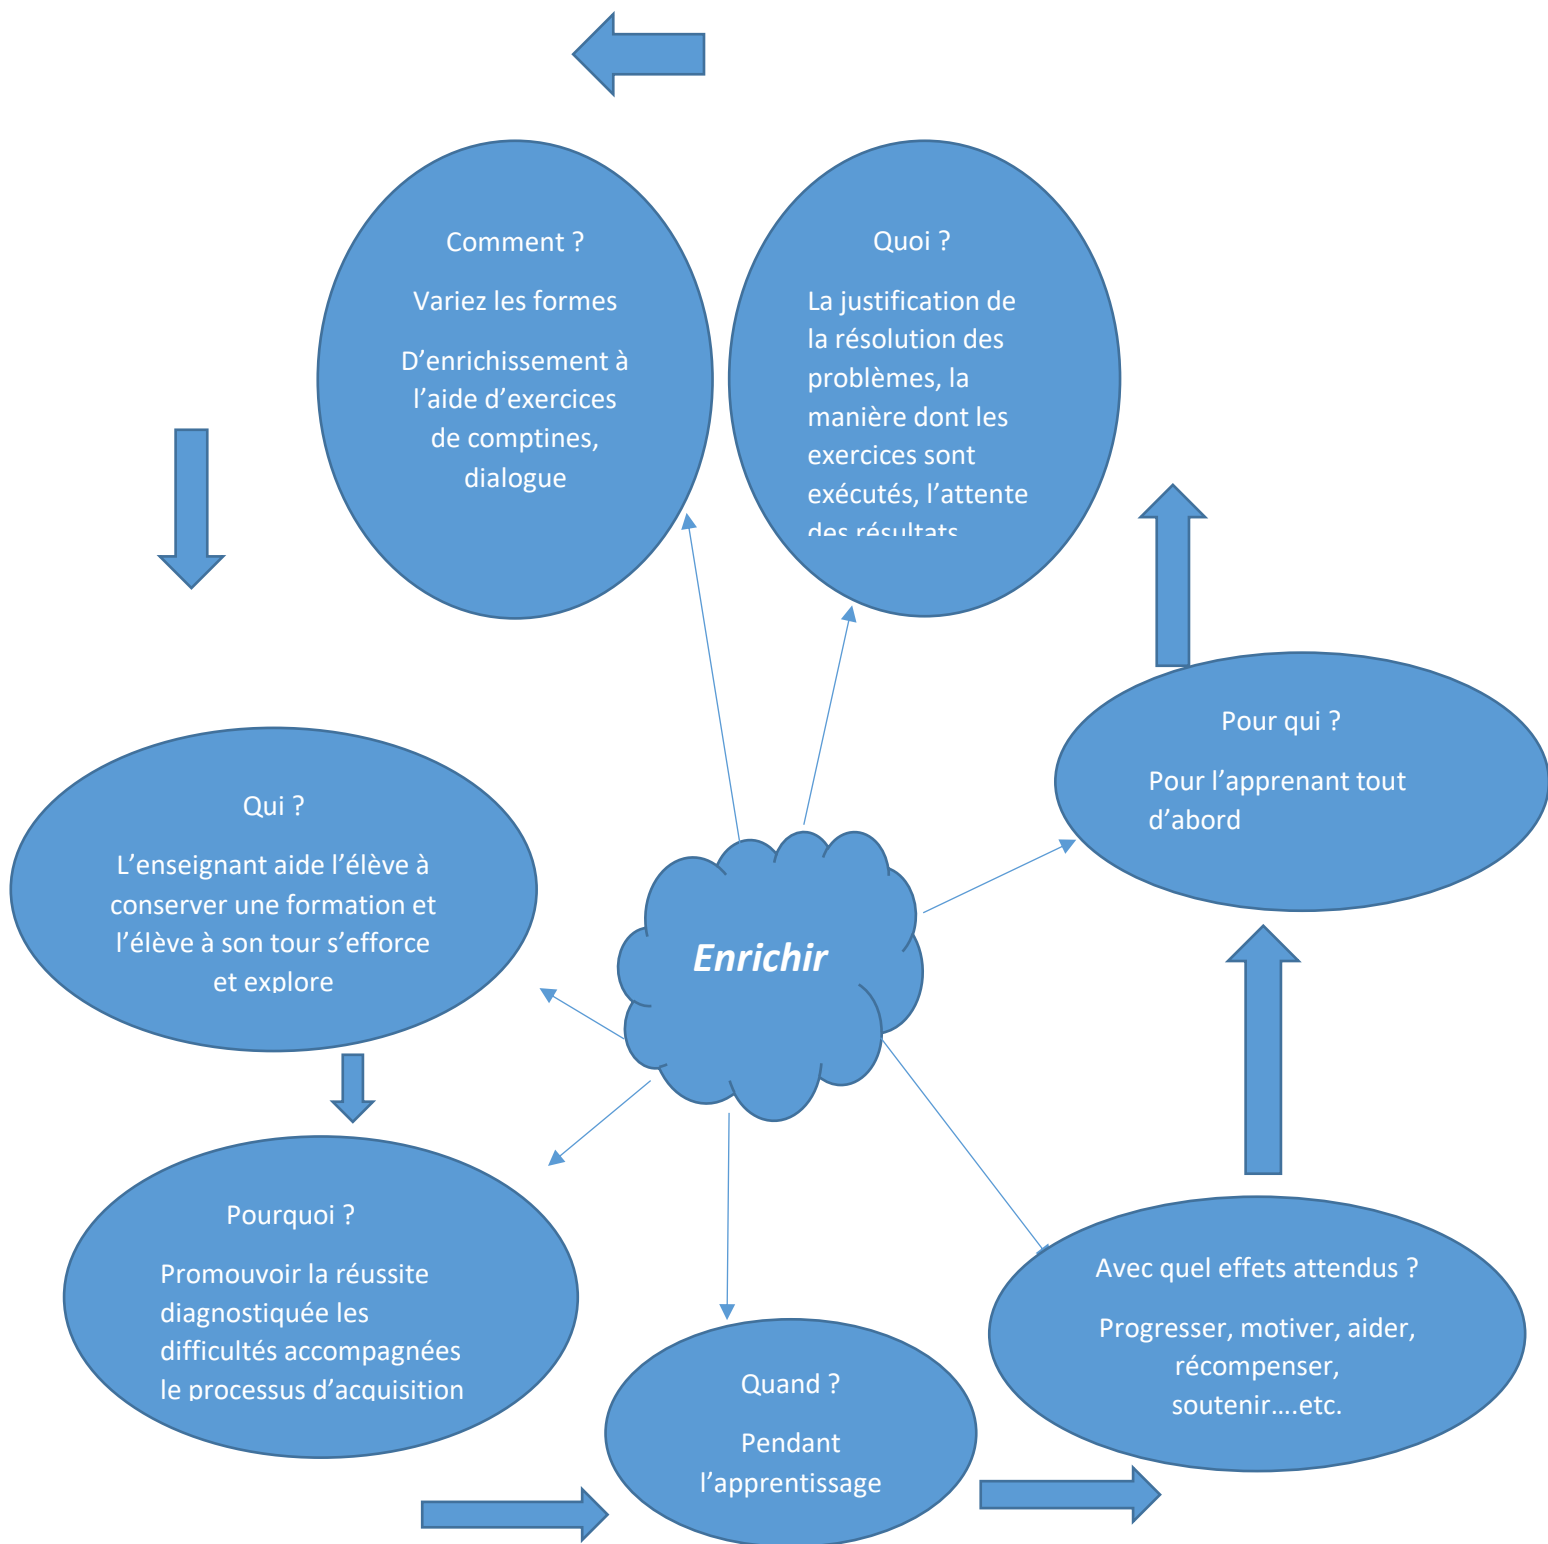 Comment ?
Variez les formes
D’enrichissement à
l’aide d’exercices
de comptines,
dialogue
Quoi ?
La justification de
la résolution des
problèmes, la
manière dont les
exercices sont
exécutés, l’attente
des résultats
Pour qui ?
Pour l’apprenant tout
d’abord
Qui ?
L’enseignant aide l’élève à
conserver une formation et
l’élève à son tour s’efforce
et explore
Enrichir
Pourquoi ?
Promouvoir la réussite
diagnostiquée les
difficultés accompagnées
le processus d’acquisition
Quand ?
Pendant
l’apprentissage
Avec quel effets attendus ?
Progresser, motiver, aider,
récompenser,
soutenir….etc.